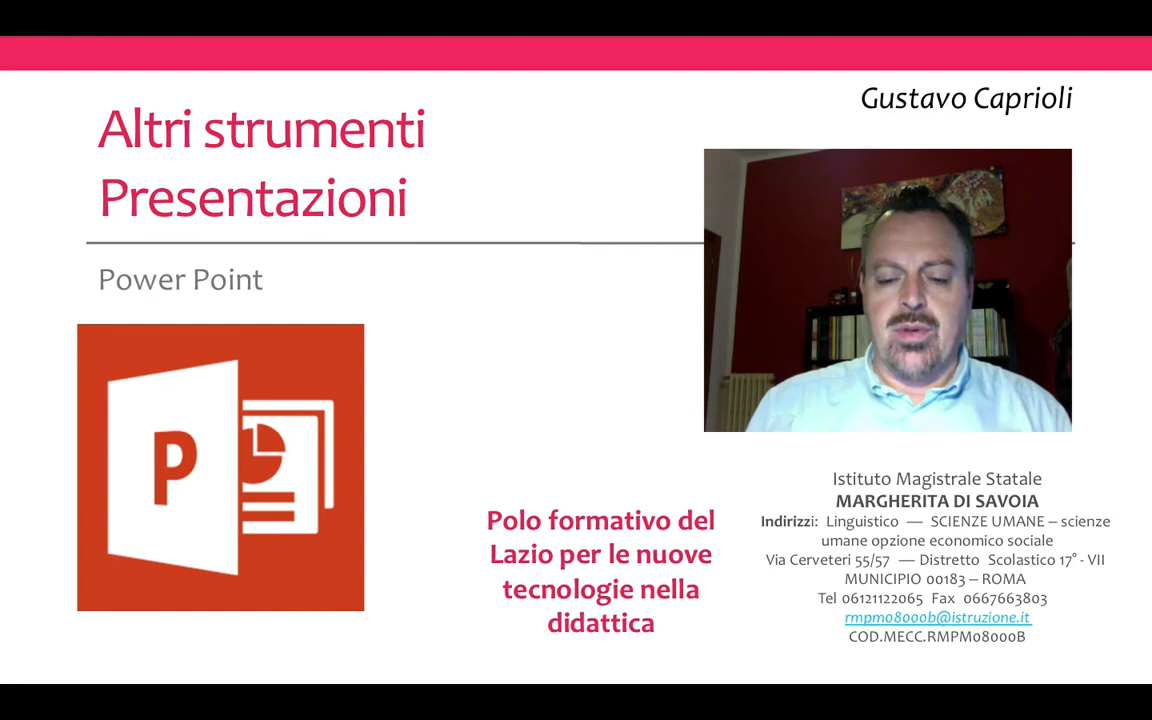 Gustavo Caprioli
Altri strumenti
Presentazioni
Power Point
P
Polo formativo del
Lazio per le nuove
tecnologie nella
didattica
Istituto Magistrale Statale
MARGHERITA DI SAVOIA
Indirizzi: Linguistico — SCIENZE UMANE – scienze
umane opzione economico sociale
Via Cerveteri 55/57 — Distretto Scolastico 17° - VII
MUNICIPIO 00183 – ROMA
Tel 06121122065 Fax 0667663803
rmpm08000b@istruzione.it
COD.MECC.RMPM08000B